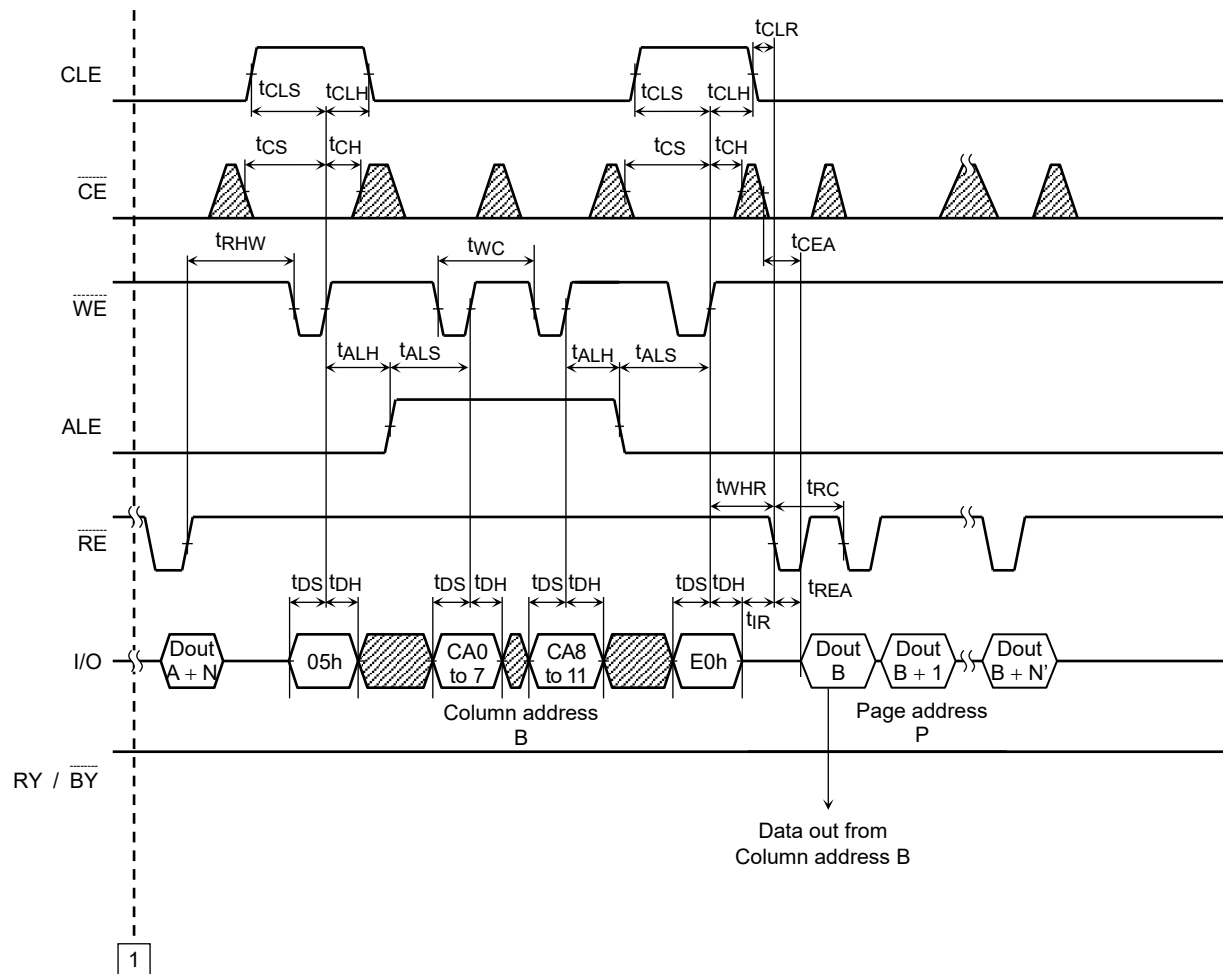 tCLR
CLE
tCLS tCLH tCLS tCLH
tCS tCH tCS tCH
CE
tRHW tWC tCEA
WE
tALH tALS tALH tALS
ALE
tWHR tRC
RE
tDS tDH tDS tDH tDS tDH tDS tDH tREA
tIR
I/O
Dout
A + N
05h
CA0
to 7
CA8
to 11
E0h
Dout
B
Dout
B + 1
Dout
B + N’
Column address
B
Page address
P
RY / BY
Data out from
Column address B
1